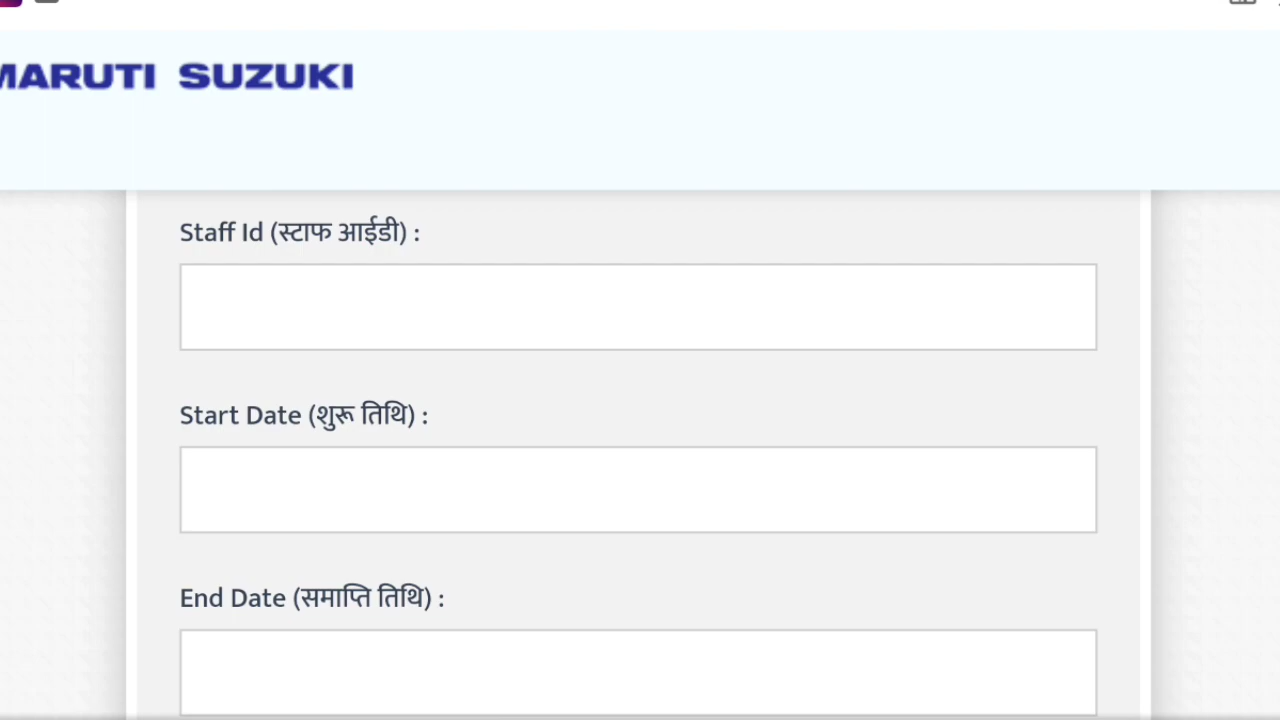 MARUTI SUZUKI
Staff Id (स्टाफ आईडी) :
Start Date (शुरू तिथि) :
End Date (समाप्ति तिथि) :